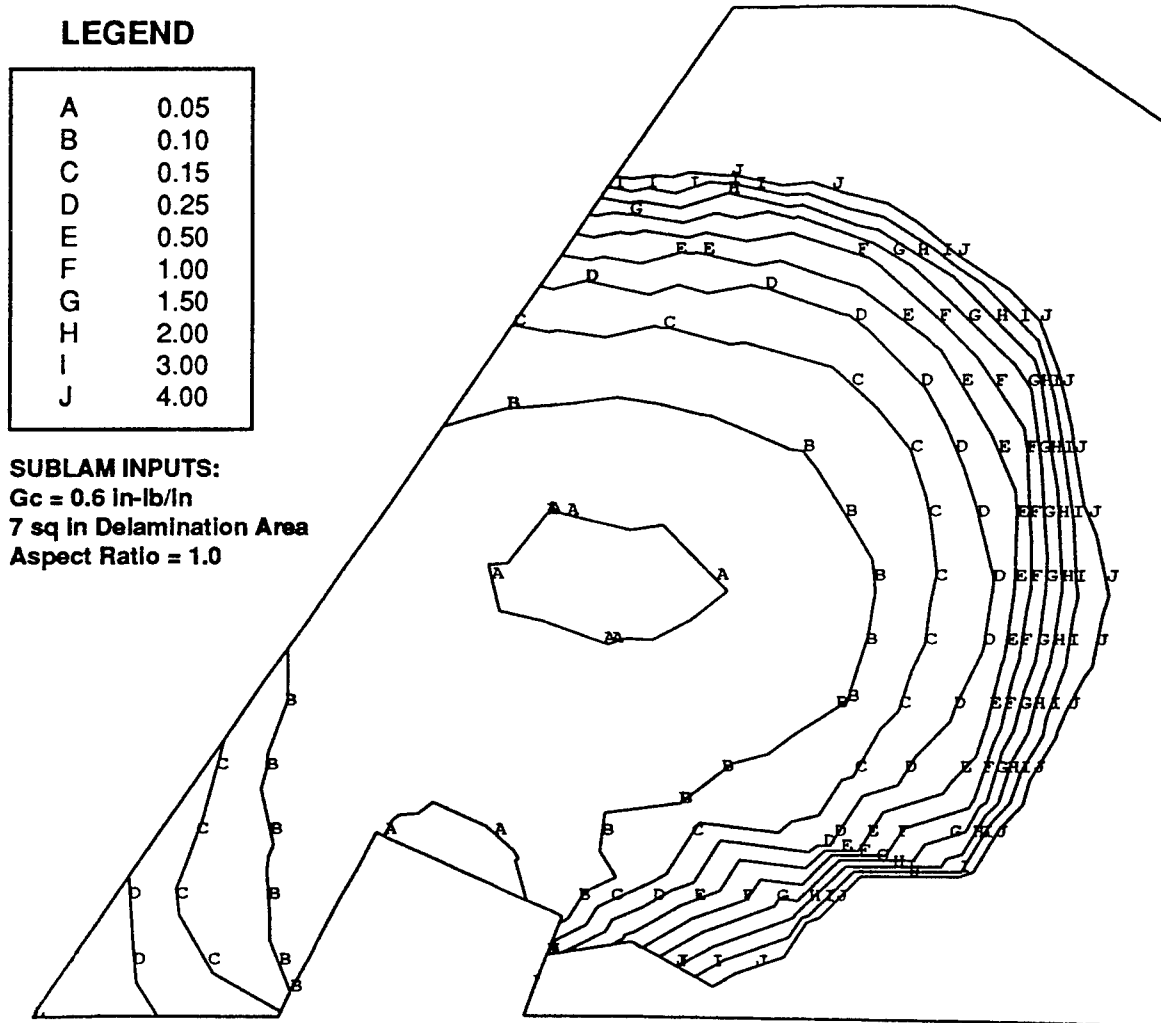 LEGEND
A 0.05
B 0.10
C 0.15
D 0.25
E 0.50
F 1.00
G 1.50
H 2.00
I 3.00
J 4.00
SUBLAM INPUTS:
Gc = 0.6 in-lb/in
7 sq in Delamination Area
Aspect Ratio = 1.0
J
I I I I I J
H
G
E E F G H I J
D D
C C D E F G H I J
C D E F G H I J
B
B C D E F G H I J
A A B C D E F G H I J
A A B C D E F G H I J
AA B C D E F G H I J
B B B C D E F G H I J
C B B C D E F G H I J
B
C B A A B C D E F G H I J
D E F G H H I
D C B B C D E F G H I J
D C B J I J
B